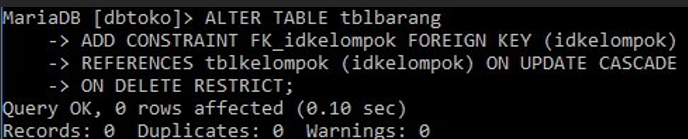 MariaDB [dbtoko]> ALTER TABLE tblbarang
    -> ADD CONSTRAINT FK_idkelompok FOREIGN KEY (idkelompok)
    -> REFERENCES tblkelompok (idkelompok) ON UPDATE CASCADE
    -> ON DELETE RESTRICT;
Query OK, 0 rows affected (0.10 sec)
Records: 0  Duplicates: 0  Warnings: 0